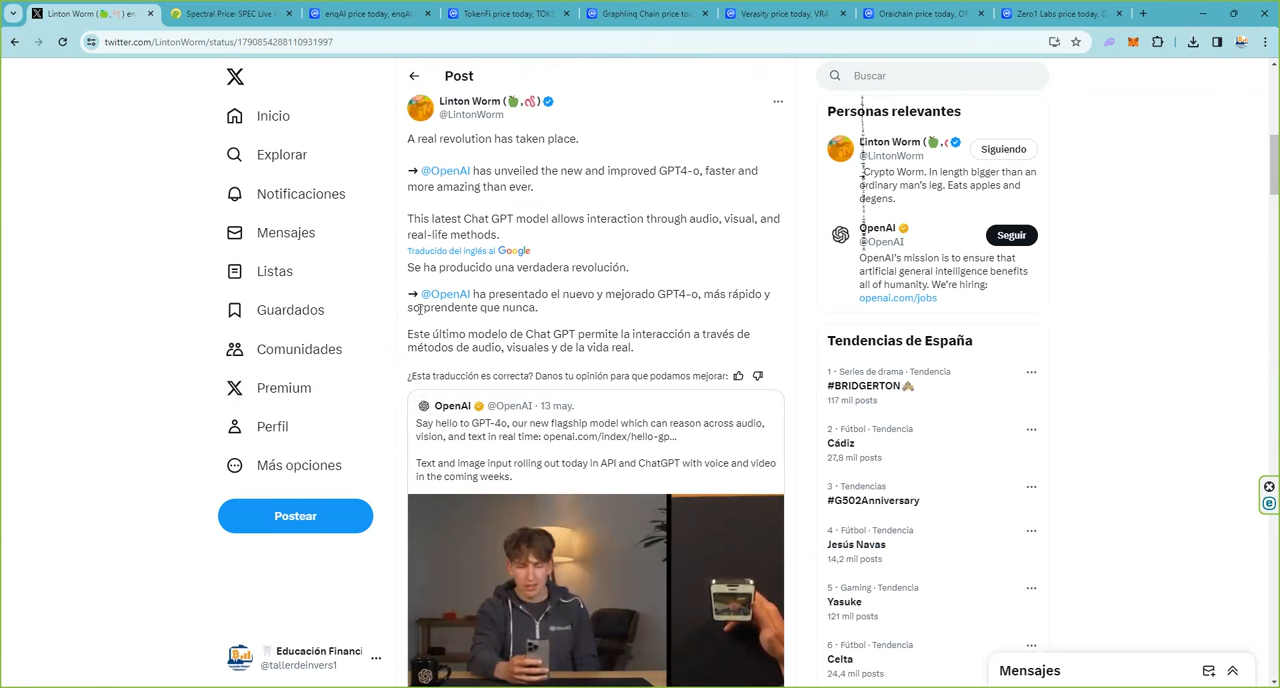 Linton Worm (🍏,🪱) en
Spectral Price: SPEC Live
enqAI price today, enqAI
TokenFi price today, TOKE
Graphlinq Chain price tod
Verasity price today, VRA
Oraichain price today, OF
Zero1 Labs price today, D
twitter.com/LintonWorm/status/1790854288110931997
Inicio
Explorar
Notificaciones
Mensajes
Listas
Guardados
Comunidades
Premium
Perfil
Más opciones
Postear
Educación Financi
@tallerdeinvers1
Post
Linton Worm (🍏,🪱)
@LintonWorm
A real revolution has taken place.
→ @OpenAI has unveiled the new and improved GPT4-o, faster and
more amazing than ever.
This latest Chat GPT model allows interaction through audio, visual, and
real-life methods.
Traducido del inglés al Google
Se ha producido una verdadera revolución.
→ @OpenAI ha presentado el nuevo y mejorado GPT4-o, más rápido y
sorprendente que nunca.
Este último modelo de Chat GPT permite la interacción a través de
métodos de audio, visuales y de la vida real.
¿Esta traducción es correcta? Danos tu opinión para que podamos mejorar:
OpenAI @OpenAI · 13 may.
Say hello to GPT-4o, our new flagship model which can reason across audio,
vision, and text in real time: openai.com/index/hello-gp...
Text and image input rolling out today in API and ChatGPT with voice and video
in the coming weeks.
Buscar
Personas relevantes
Linton Worm (🍏,
@LintonWorm
Siguiendo
Crypto Worm. In length bigger than an
ordinary man's leg. Eats apples and
degens.
OpenAI
@OpenAI
Seguir
OpenAI's mission is to ensure that
artificial general intelligence benefits
all of humanity. We're hiring:
openai.com/jobs
Tendencias de España
1 · Series de drama · Tendencia
#BRIDGERTON
117 mil posts
2 · Fútbol · Tendencia
Cádiz
27,8 mil posts
3 · Tendencias
#G502Anniversary
4 · Fútbol · Tendencia
Jesús Navas
14,2 mil posts
5 · Gaming · Tendencia
Yasuke
121 mil posts
6 · Fútbol · Tendencia
Celta
24,4 mil posts
Mensajes